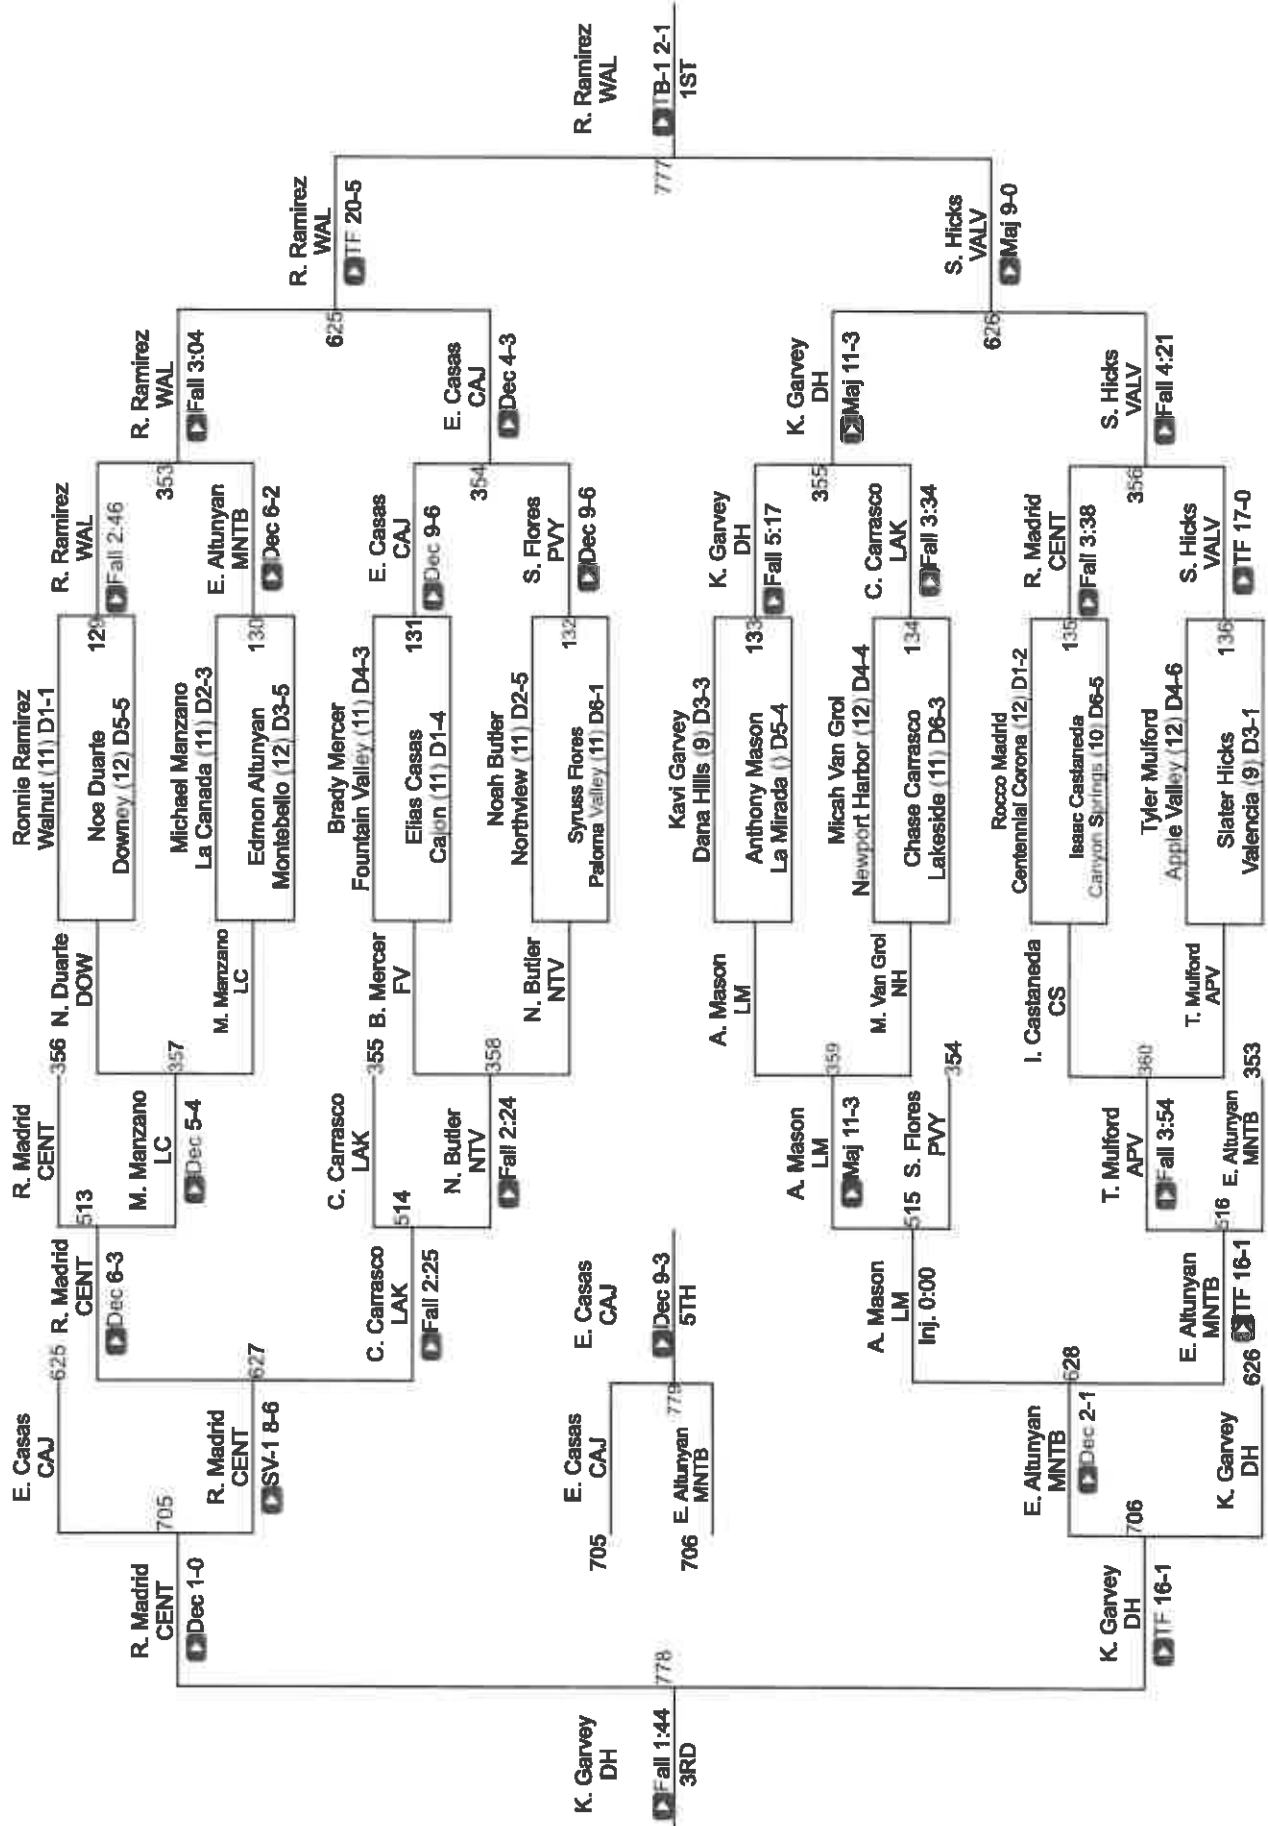 Ronnie Ramirez
Walnut (11) D1-1
129
Noe Duarte
Downey (12) D5-5
Michael Manzano
La Canada (11) D2-3
130
Edmon Altunyan
Montebello (12) D3-5
Brady Mercer
Fountain Valley (11) D4-3
131
Elias Casas
Cajon (11) D1-4
Noah Butler
Northview (11) D2-5
132
Syruss Flores
Paloma Valley (11) D6-1
Kavi Garvey
Dana Hills (9) D3-3
133
Anthony Mason
La Mirada () D5-4
Micah Van Grol
Newport Harbor (12) D4-4
134
Chase Carrasco
Lakeside (11) D6-3
Rocco Madrid
Centennial Corona (12) D1-2
135
Isaac Castaneda
Canyon Springs (10) D6-5
Tyler Mulford
Apple Valley (12) D4-6
136
Slater Hicks
Valencia (9) D3-1
R. Ramirez
WAL
Fall 2:46
353
E. Altunyan
MNTB
Dec 6-2
E. Casas
CAJ
Dec 9-6
354
S. Flores
PVY
Dec 9-6
K. Garvey
DH
Fall 5:17
355
C. Carrasco
LAK
Fall 3:34
R. Madrid
CENT
Fall 3:38
356
S. Hicks
VALV
TF 17-0
R. Ramirez
WAL
Fall 3:04
625
E. Casas
CAJ
Dec 4-3
K. Garvey
DH
Maj 11-3
626
S. Hicks
VALV
Fall 4:21
R. Ramirez
WAL
TF 20-5
777
S. Hicks
VALV
Maj 9-0
R. Ramirez
WAL
TB-1 2-1
1ST
N. Duarte
DOW
357
M. Manzano
LC
B. Mercer
FV
358
N. Butler
NTV
A. Mason
LM
359
M. Van Grol
NH
I. Castaneda
CS
360
T. Mulford
APV
356
R. Madrid
CENT
513
M. Manzano
LC
Dec 5-4
355
C. Carrasco
LAK
514
N. Butler
NTV
Fall 2:24
A. Mason
LM
Maj 11-3
515
S. Flores
PVY
354
T. Mulford
APV
Fall 3:54
516
E. Altunyan
MNTB
353
625
R. Madrid
CENT
Dec 6-3
627
C. Carrasco
LAK
Fall 2:25
A. Mason
LM
Inj. 0:00
628
E. Altunyan
MNTB
TF 16-1
626
E. Casas
CAJ
705
R. Madrid
CENT
SV-1 8-6
E. Altunyan
MNTB
Dec 2-1
706
K. Garvey
DH
705
E. Casas
CAJ
779
706
E. Altunyan
MNTB
E. Casas
CAJ
Dec 9-3
5TH
R. Madrid
CENT
Dec 1-0
778
K. Garvey
DH
TF 16-1
K. Garvey
DH
Fall 1:44
3RD